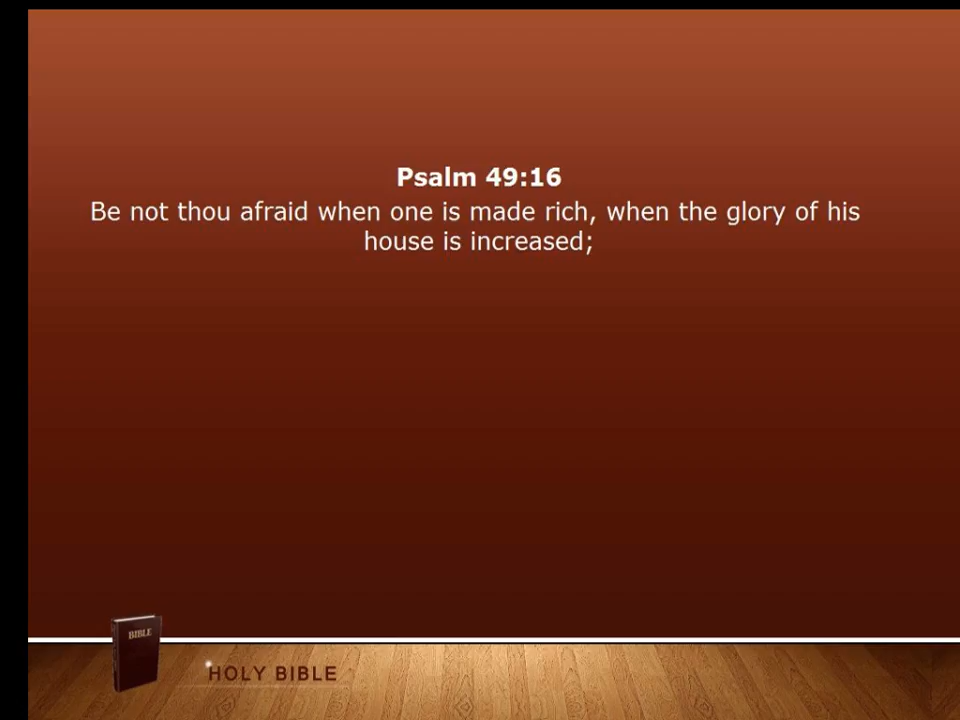 Psalm 49:16
Be not thou afraid when one is made rich, when the glory of his
house is increased;
BIBLE
HOLY BIBLE